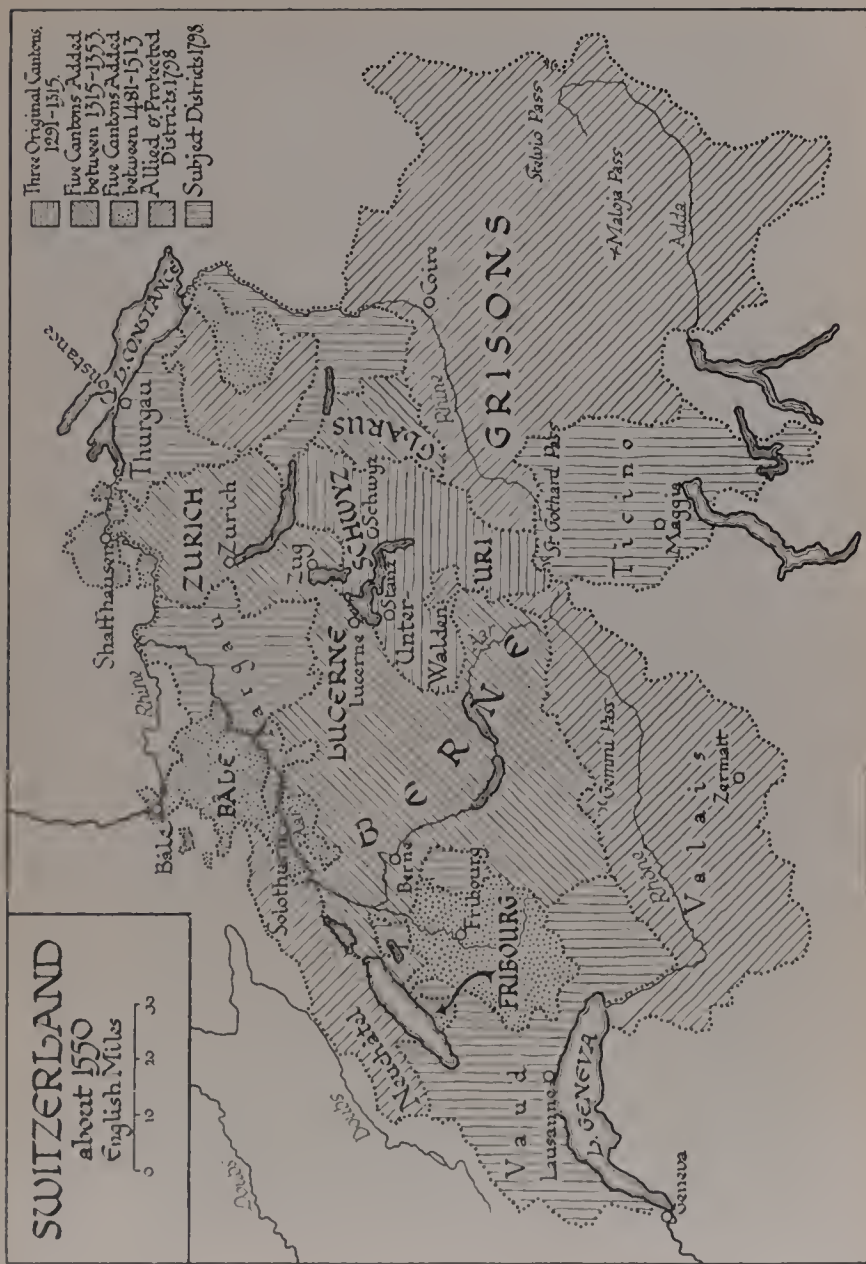 SWITZERLAND
about 1550
English Miles
0 10 20 30
Three Original Cantons,
1291-1315.
Five Cantons Added
between 1315-1353.
Five Cantons Added
between 1481-1513
Allied & Protected
Districts 1798
Subject Districts 1798.
Constance
L. CONSTANCE
Thurgau
Shaffhausen
Rhine
Bâle
BÂLE
Aargau
ZURICH
Zurich
Solothurn
Aar
Zug
LUCERNE
Lucerne
SCHWYZ
Schwyz
GLARUS
Stanz
Unter-
Walden
URI
Rhine
Coire
GRISONS
Stelvio Pass
Maloja Pass
Adda
St Gothard Pass
Ticino
Maggia
BERNE
Berne
Fribourg
FRIBOURG
Neuchatel
Doubs
Vaud
Lausanne
L. GENEVA
Geneva
Gemmi Pass
Rhone
Valais
Zermatt